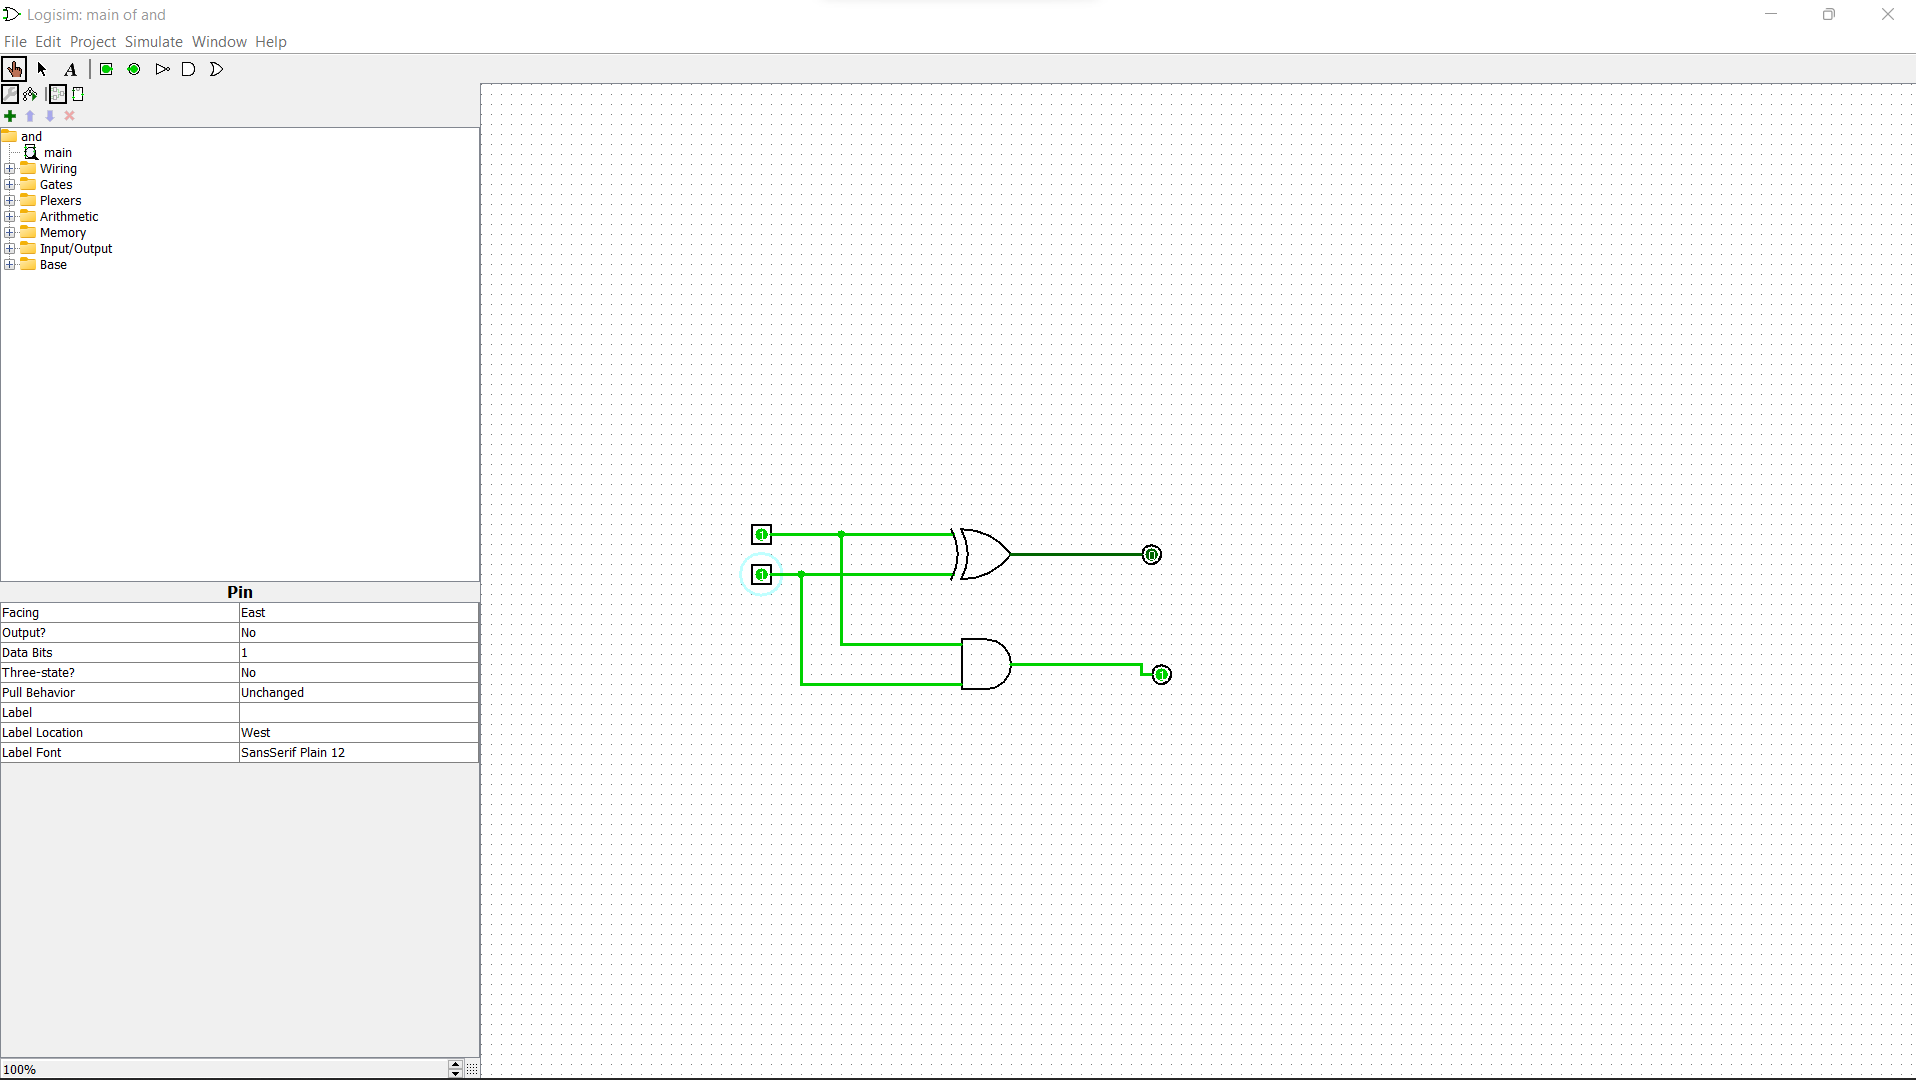 Logisim: main of and
File Edit Project Simulate Window Help
A
and
main
Wiring
Gates
Plexers
Arithmetic
Memory
Input/Output
Base
1
1
0
1
Pin
Facing East
Output? No
Data Bits 1
Three-state? No
Pull Behavior Unchanged
Label
Label Location West
Label Font SansSerif Plain 12
100%